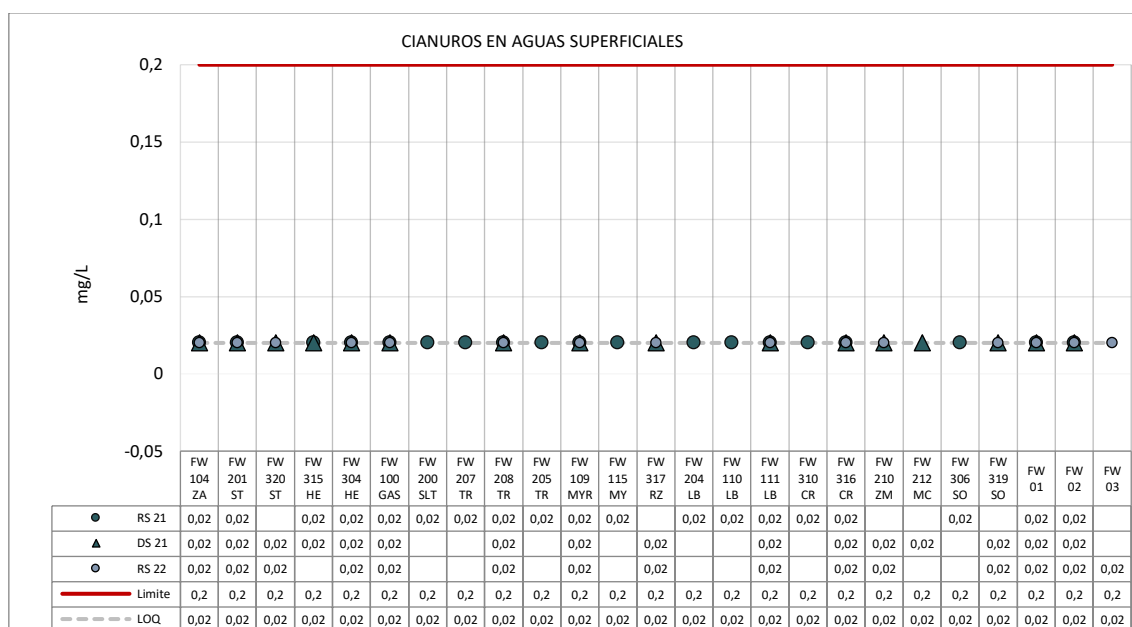 CIANUROS EN AGUAS SUPERFICIALES
0,2
0,15
0,1
0,05
0
-0,05
mg/L
FW 104 ZA FW 201 ST FW 320 ST FW 315 HE FW 304 HE FW 100 GAS FW 200 SLT FW 207 TR FW 208 TR FW 205 TR FW 109 MYR FW 115 MY FW 317 RZ FW 204 LB FW 110 LB FW 111 LB FW 310 CR FW 316 CR FW 210 ZM FW 212 MC FW 306 SO FW 319 SO FW 01 FW 02 FW 03
RS 21 0,02 0,02 0,02 0,02 0,02 0,02 0,02 0,02 0,02 0,02 0,02 0,02 0,02 0,02 0,02 0,02 0,02 0,02 0,02
DS 21 0,02 0,02 0,02 0,02 0,02 0,02 0,02 0,02 0,02 0,02 0,02 0,02 0,02 0,02 0,02 0,02
RS 22 0,02 0,02 0,02 0,02 0,02 0,02 0,02 0,02 0,02 0,02 0,02 0,02 0,02 0,02 0,02
Limite 0,2 0,2 0,2 0,2 0,2 0,2 0,2 0,2 0,2 0,2 0,2 0,2 0,2 0,2 0,2 0,2 0,2 0,2 0,2 0,2 0,2 0,2 0,2 0,2 0,2
LOQ 0,02 0,02 0,02 0,02 0,02 0,02 0,02 0,02 0,02 0,02 0,02 0,02 0,02 0,02 0,02 0,02 0,02 0,02 0,02 0,02 0,02 0,02 0,02 0,02 0,02